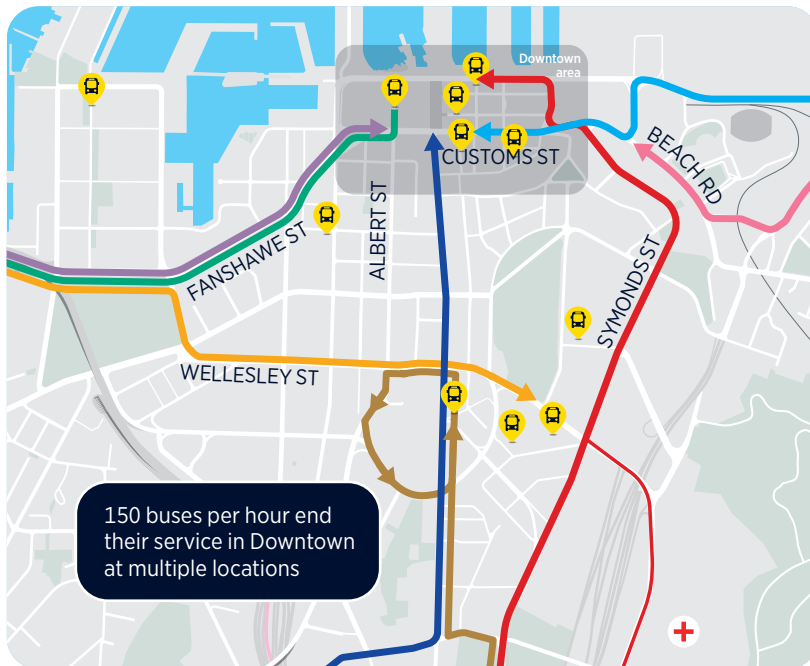 Downtown
area
CUSTOMS ST
BEACH RD
ALBERT ST
FANSHAWE ST
SYMONDS ST
WELLESLEY ST
150 buses per hour end
their service in Downtown
at multiple locations